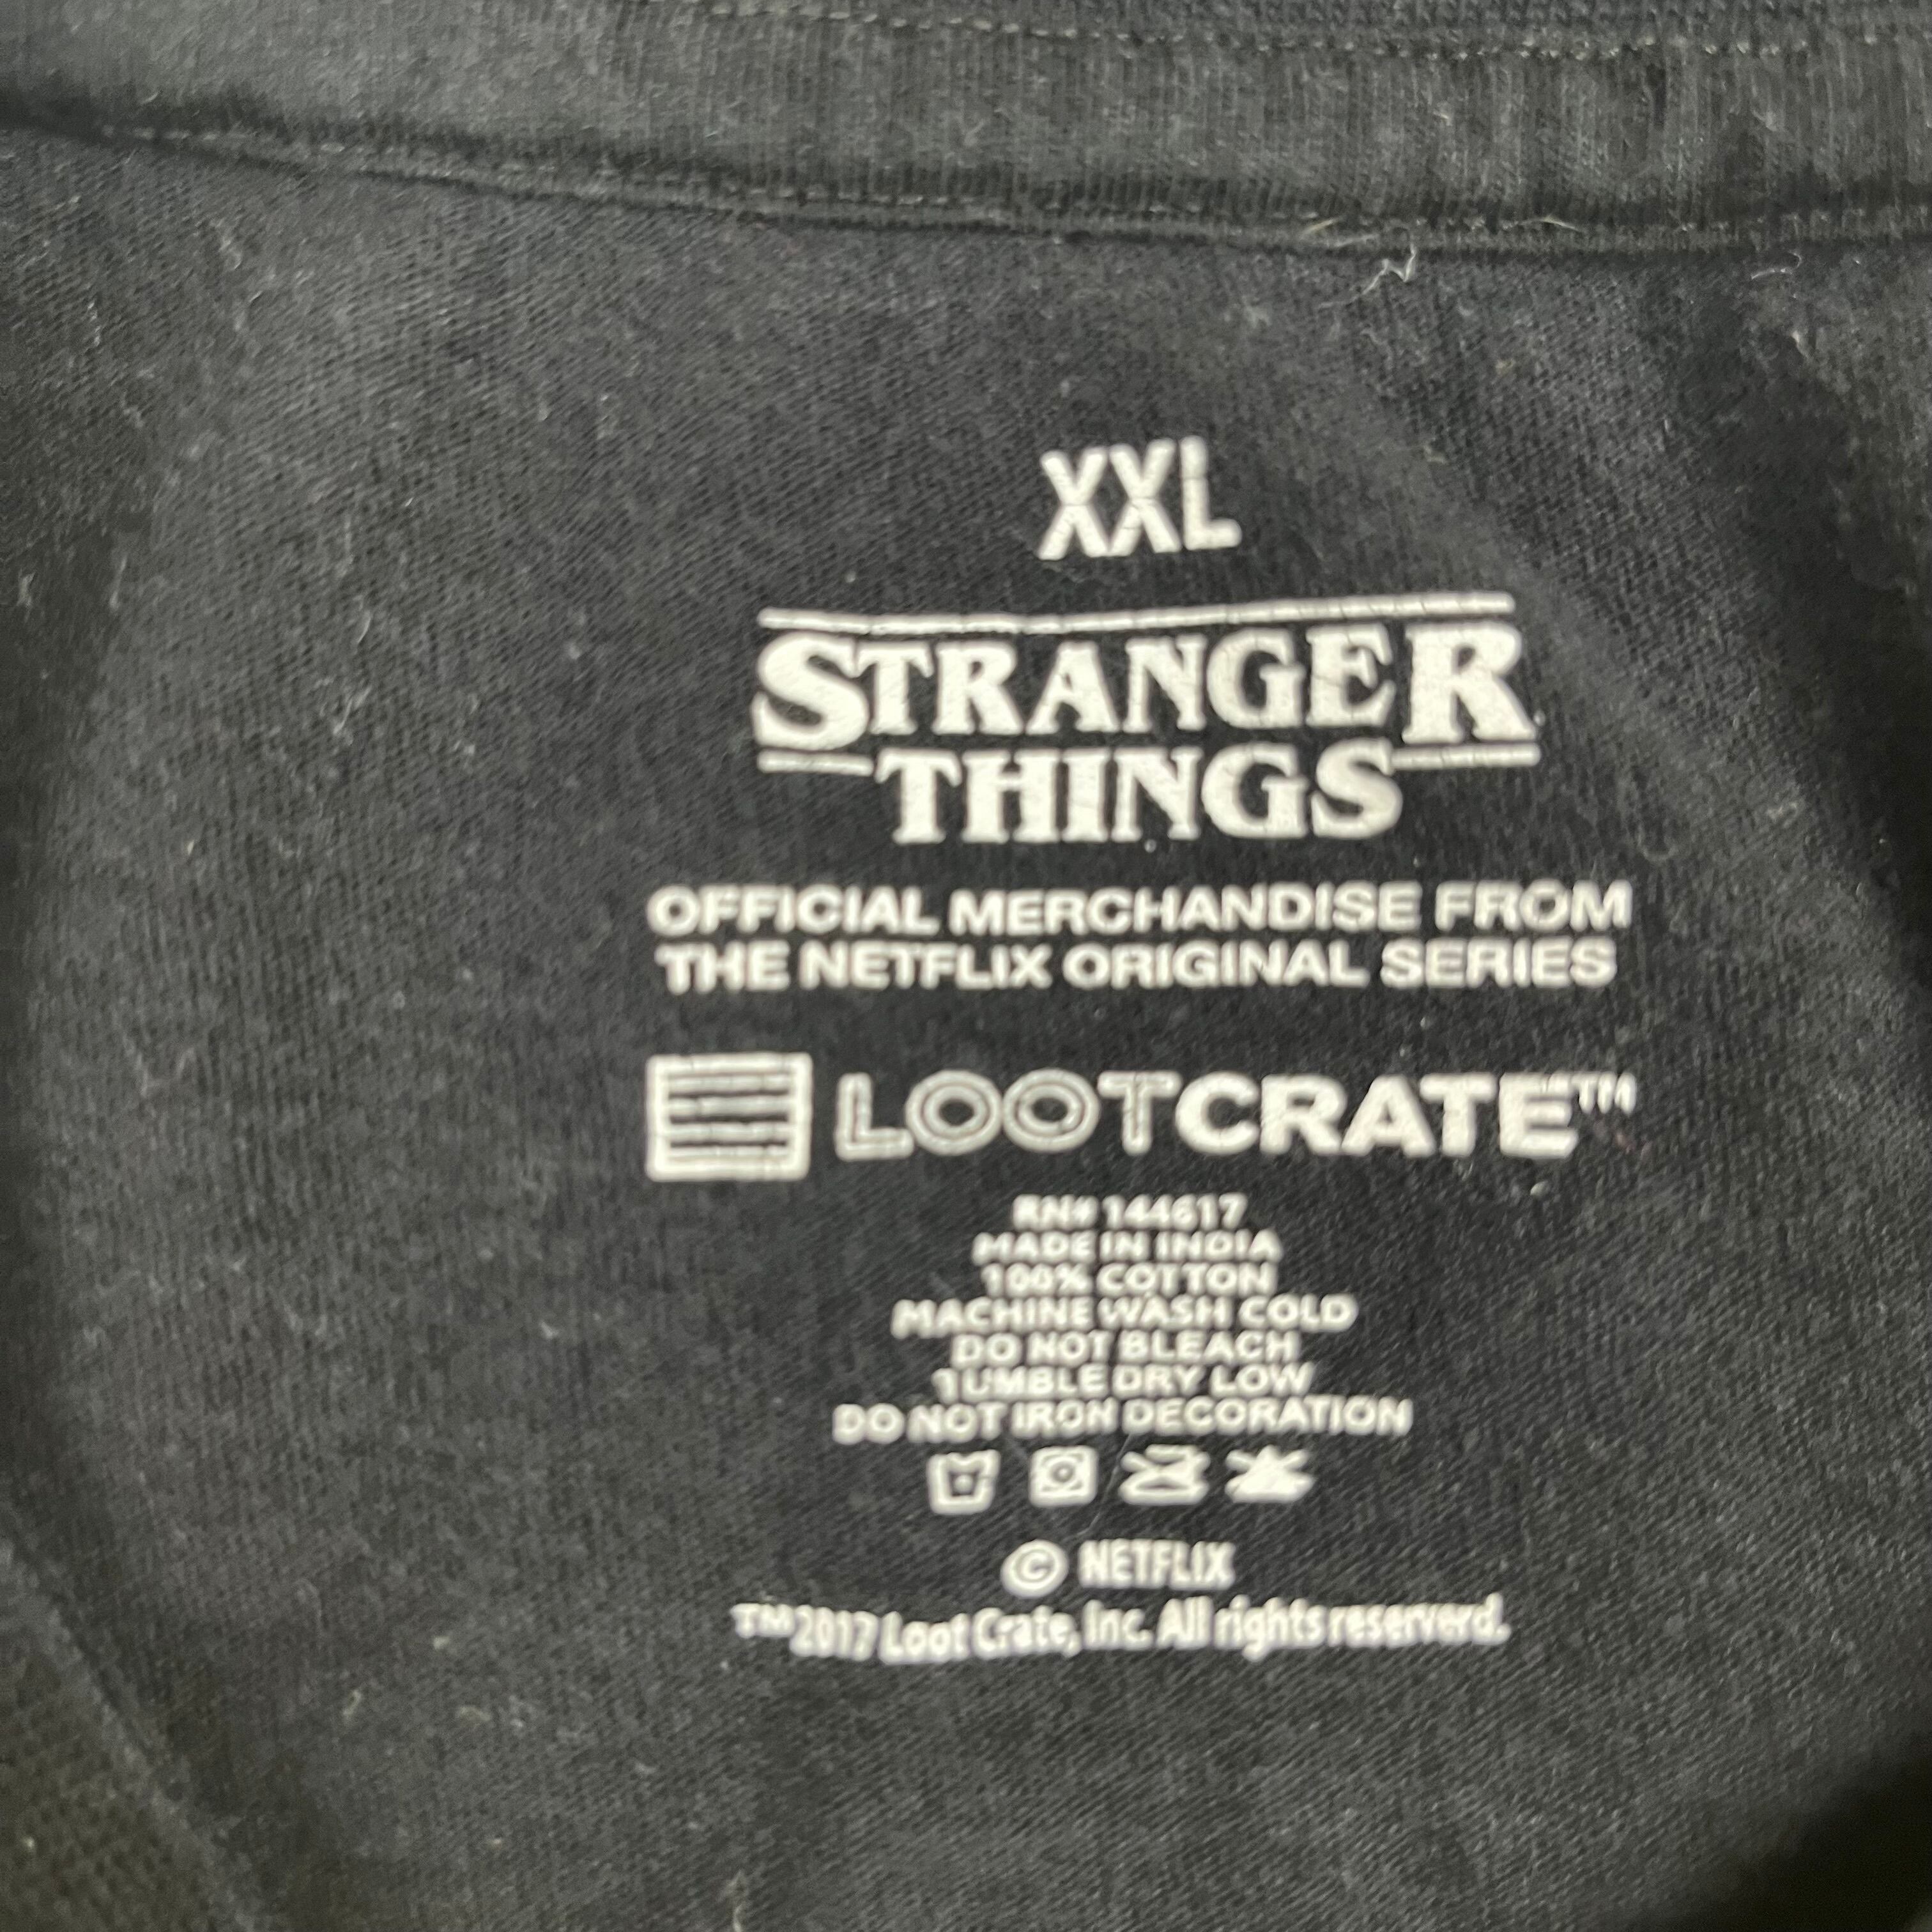 XXL
STRANGER
THINGS
OFFICIAL MERCHANDISE FROM
THE NETFLIX ORIGINAL SERIES
LOOTCRATE™
RN# 144617
MADE IN INDIA
100% COTTON
MACHINE WASH COLD
DO NOT BLEACH
TUMBLE DRY LOW
DO NOT IRON DECORATION
© NETFLIX
™2017 Loot Crate, Inc. All rights reserverd.